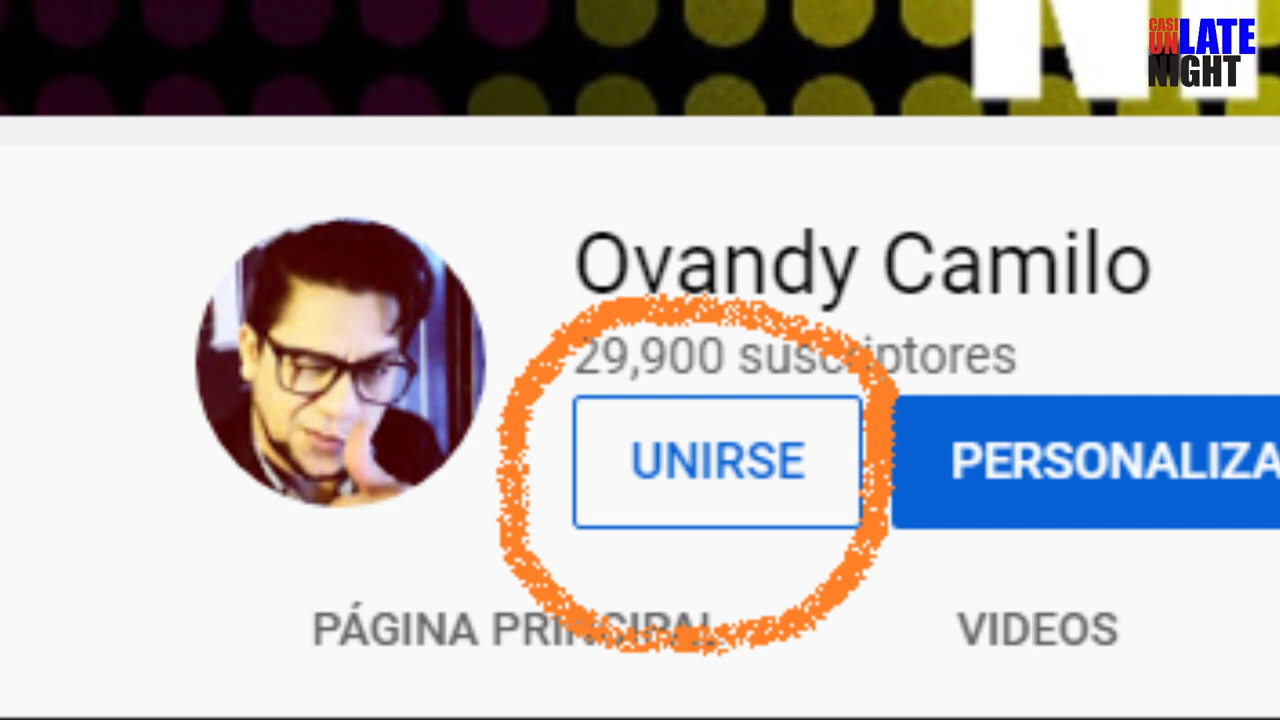 CASI
UN LATE
NIGHT
Ovandy Camilo
29,900 suscriptores
UNIRSE
PERSONALIZA
PÁGINA PRINCIPAL
VIDEOS